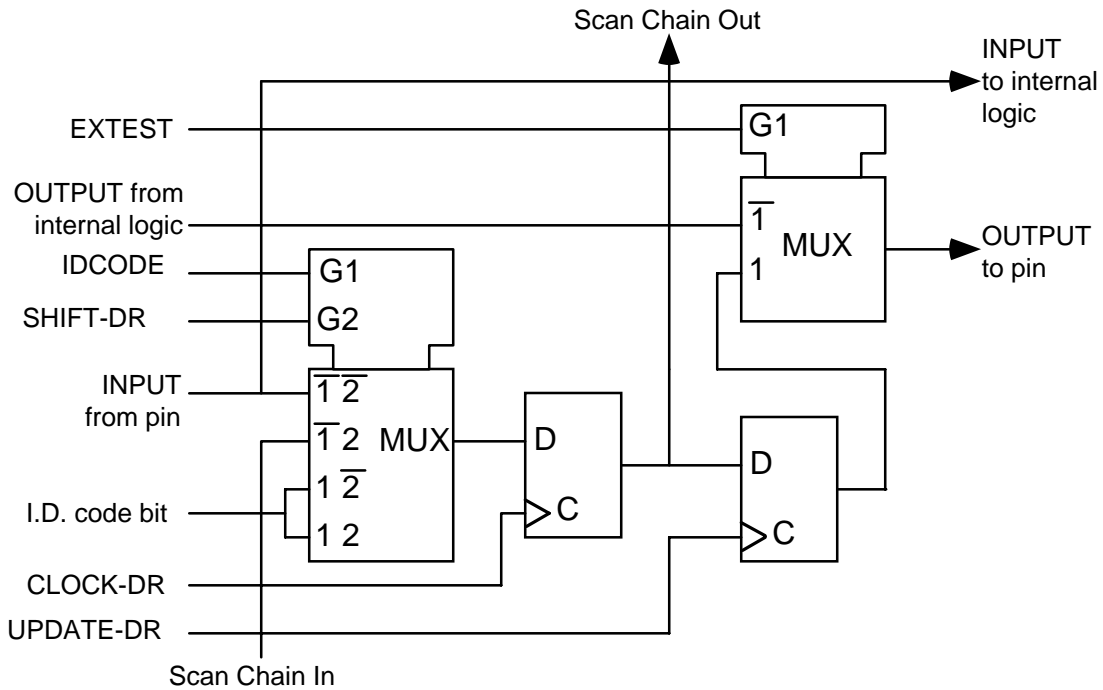 Scan Chain Out
INPUT
to internal
logic
EXTEST
G1
OUTPUT from
internal logic
1̅
MUX
1
OUTPUT
to pin
IDCODE
G1
SHIFT-DR
G2
INPUT
from pin
1̅ 2̅
1̅ 2
MUX
1 2̅
1 2
I.D. code bit
D
C
D
C
CLOCK-DR
UPDATE-DR
Scan Chain In